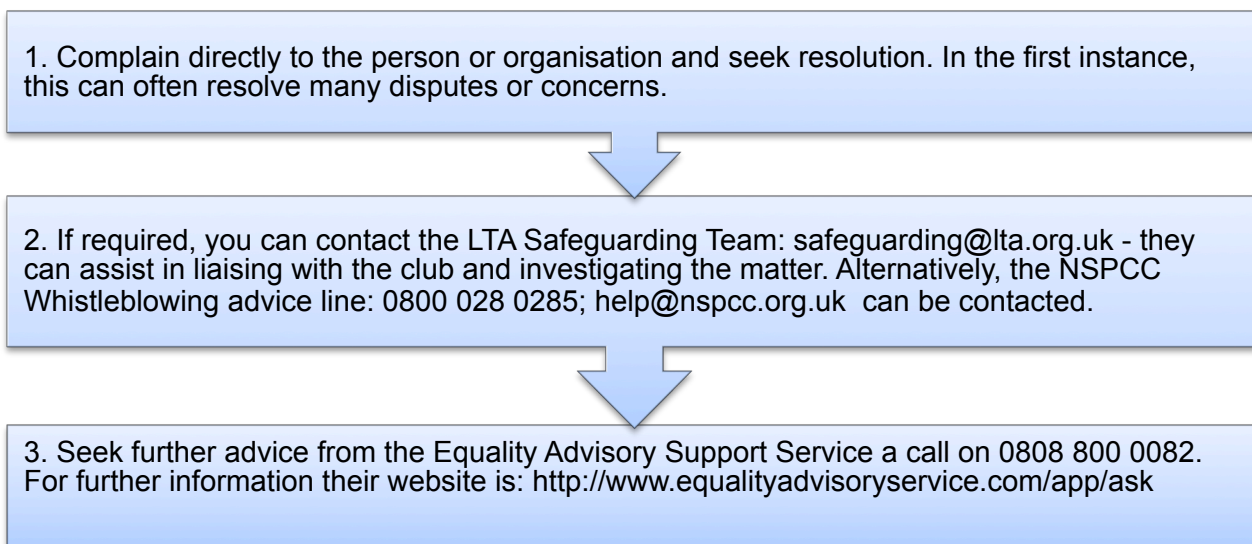 1. Complain directly to the person or organisation and seek resolution. In the first instance,
this can often resolve many disputes or concerns.
2. If required, you can contact the LTA Safeguarding Team: safeguarding@lta.org.uk - they
can assist in liaising with the club and investigating the matter. Alternatively, the NSPCC
Whistleblowing advice line: 0800 028 0285; help@nspcc.org.uk  can be contacted.
3. Seek further advice from the Equality Advisory Support Service a call on 0808 800 0082.
For further information their website is: http://www.equalityadvisoryservice.com/app/ask